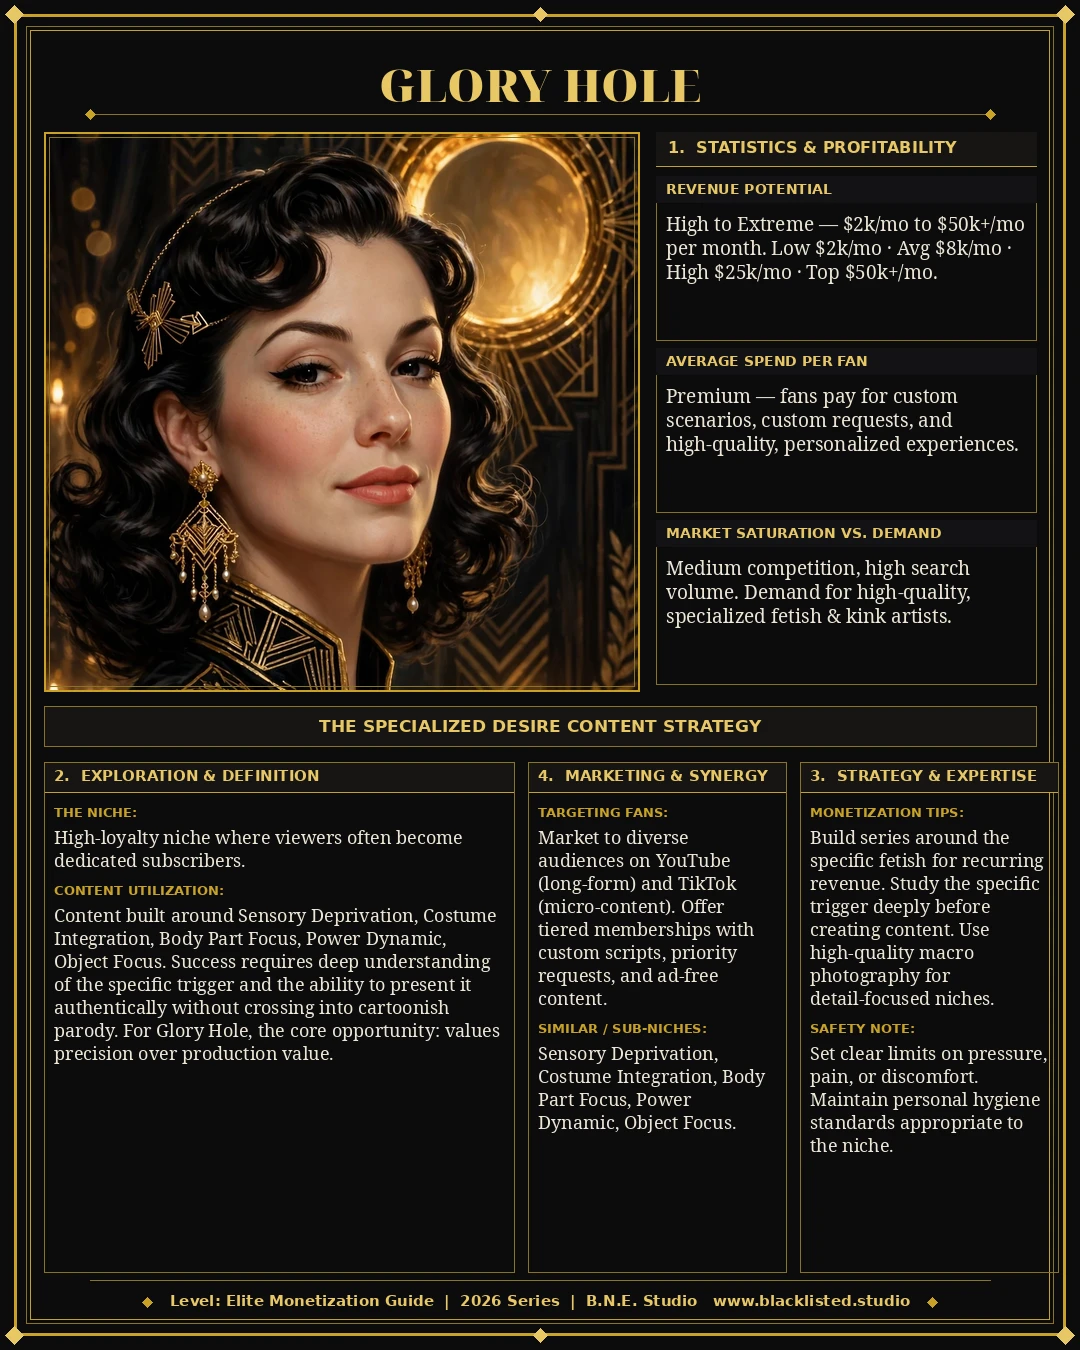 GLORY HOLE
1. STATISTICS & PROFITABILITY
REVENUE POTENTIAL
High to Extreme — $2k/mo to $50k+/mo
per month. Low $2k/mo · Avg $8k/mo ·
High $25k/mo · Top $50k+/mo.
AVERAGE SPEND PER FAN
Premium — fans pay for custom
scenarios, custom requests, and
high-quality, personalized experiences.
MARKET SATURATION VS. DEMAND
Medium competition, high search
volume. Demand for high-quality,
specialized fetish & kink artists.
THE SPECIALIZED DESIRE CONTENT STRATEGY
2. EXPLORATION & DEFINITION
THE NICHE:
High-loyalty niche where viewers often become
dedicated subscribers.
CONTENT UTILIZATION:
Content built around Sensory Deprivation, Costume
Integration, Body Part Focus, Power Dynamic,
Object Focus. Success requires deep understanding
of the specific trigger and the ability to present it
authentically without crossing into cartoonish
parody. For Glory Hole, the core opportunity: values
precision over production value.
4. MARKETING & SYNERGY
TARGETING FANS:
Market to diverse
audiences on YouTube
(long-form) and TikTok
(micro-content). Offer
tiered memberships with
custom scripts, priority
requests, and ad-free
content.
SIMILAR / SUB-NICHES:
Sensory Deprivation,
Costume Integration, Body
Part Focus, Power
Dynamic, Object Focus.
3. STRATEGY & EXPERTISE
MONETIZATION TIPS:
Build series around the
specific fetish for recurring
revenue. Study the specific
trigger deeply before
creating content. Use
high-quality macro
photography for
detail-focused niches.
SAFETY NOTE:
Set clear limits on pressure,
pain, or discomfort.
Maintain personal hygiene
standards appropriate to
the niche.
Level: Elite Monetization Guide | 2026 Series | B.N.E. Studio www.blacklisted.studio